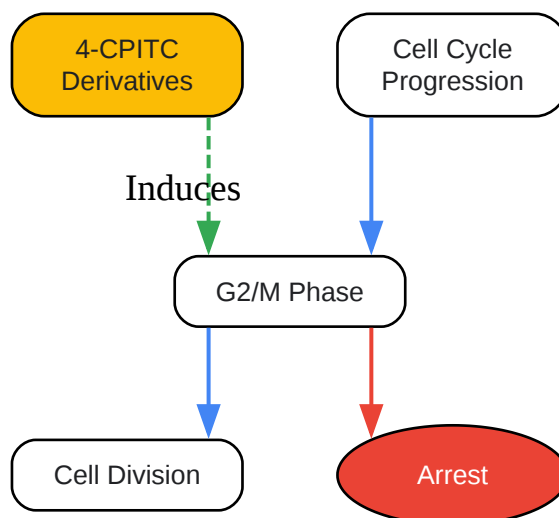 4-CPITC
Derivatives
Cell Cycle
Progression
Induces
G2/M Phase
Cell Division
Arrest